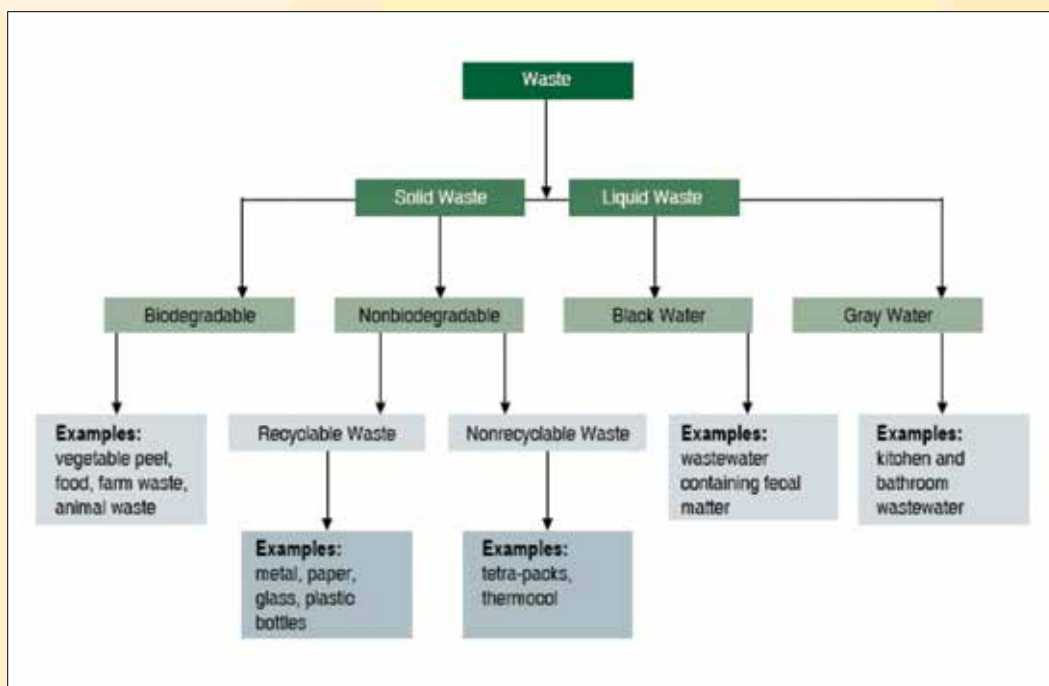 Waste
Solid Waste
Liquid Waste
Biodegradable
Nonbiodegradable
Black Water
Gray Water
Examples:
vegetable peel,
food, farm waste,
animal waste
Recyclable Waste
Nonrecyclable Waste
Examples:
wastewater
containing fecal
matter
Examples:
kitchen and
bathroom
wastewater
Examples:
metal, paper,
glass, plastic
bottles
Examples:
tetra-packs,
thermocol